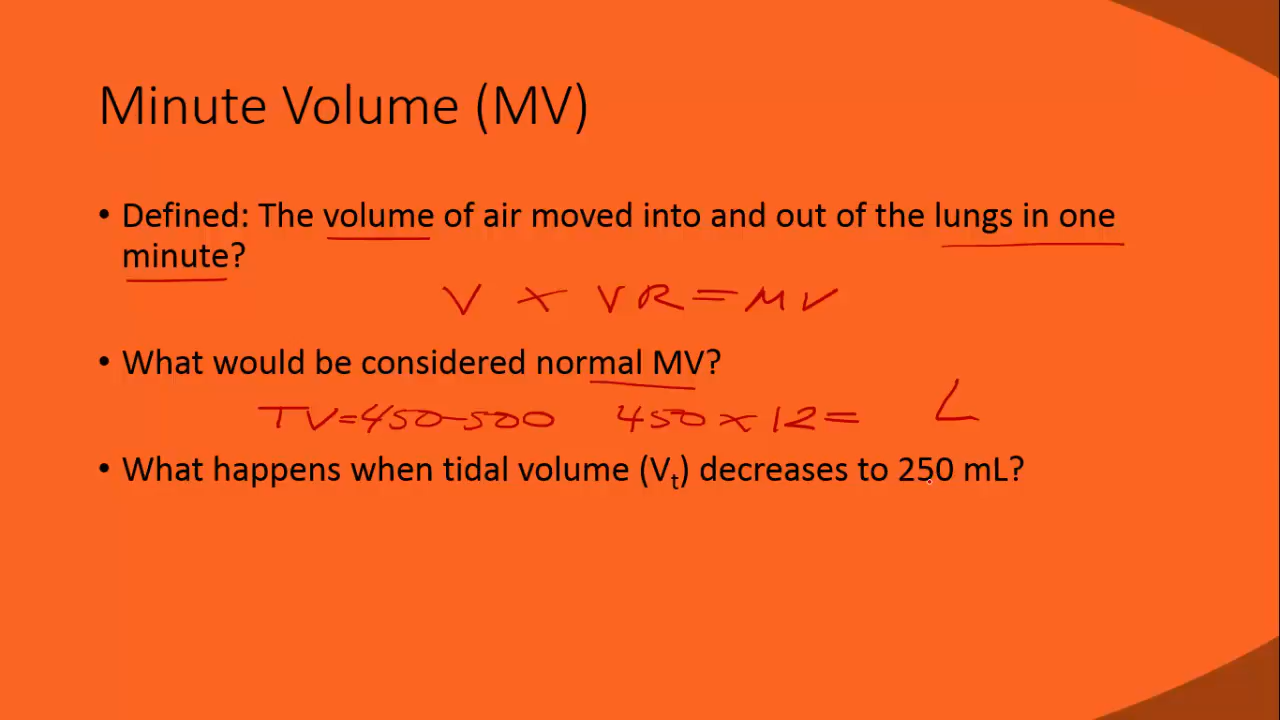 Minute Volume (MV)
• Defined: The volume of air moved into and out of the lungs in one
minute?
V × VR = MV
• What would be considered normal MV?
TV=450-500 450×12= L
• What happens when tidal volume (Vt) decreases to 250 mL?